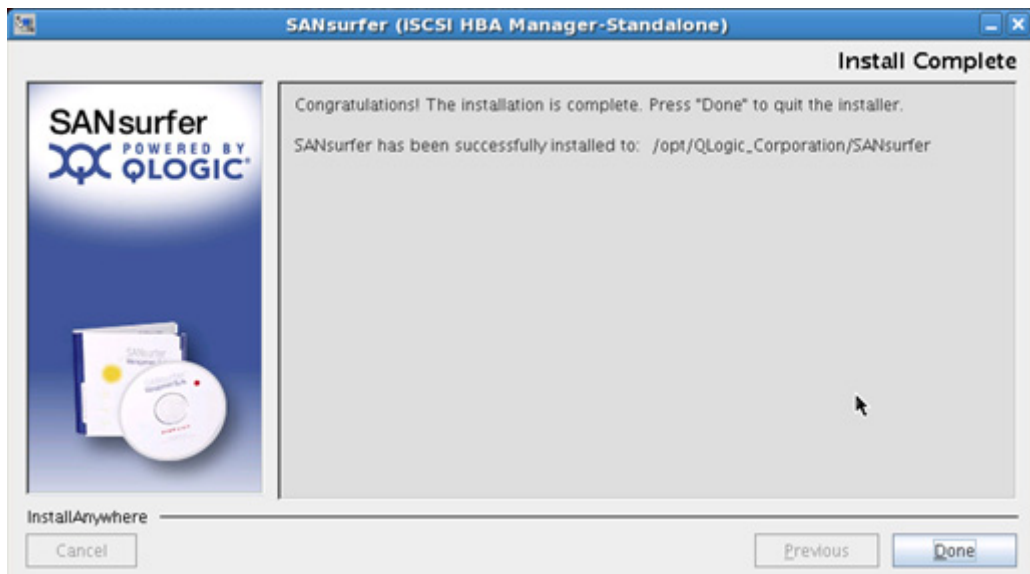 SANsurfer (ISCSI HBA Manager-Standalone)
Install Complete
SANsurfer
POWERED BY
QLOGIC
Congratulations! The installation is complete. Press "Done" to quit the installer.
SANsurfer has been successfully installed to: /opt/QLogic_Corporation/SANsurfer
SANsurfer
InstallAnywhere
Cancel
Previous
Done